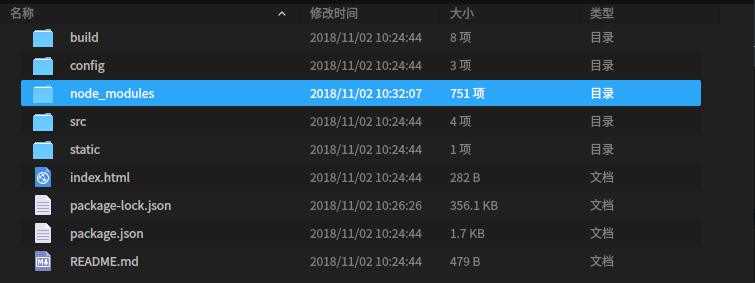 名称 修改时间 大小 类型
build 2018/11/02 10:24:44 8 项 目录
config 2018/11/02 10:24:44 3 项 目录
node_modules 2018/11/02 10:32:07 751 项 目录
src 2018/11/02 10:24:44 4 项 目录
static 2018/11/02 10:24:44 1 项 目录
index.html 2018/11/02 10:24:44 282 B 文档
package-lock.json 2018/11/02 10:26:26 356.1 KB 文档
package.json 2018/11/02 10:24:44 1.7 KB 文档
README.md 2018/11/02 10:24:44 479 B 文档